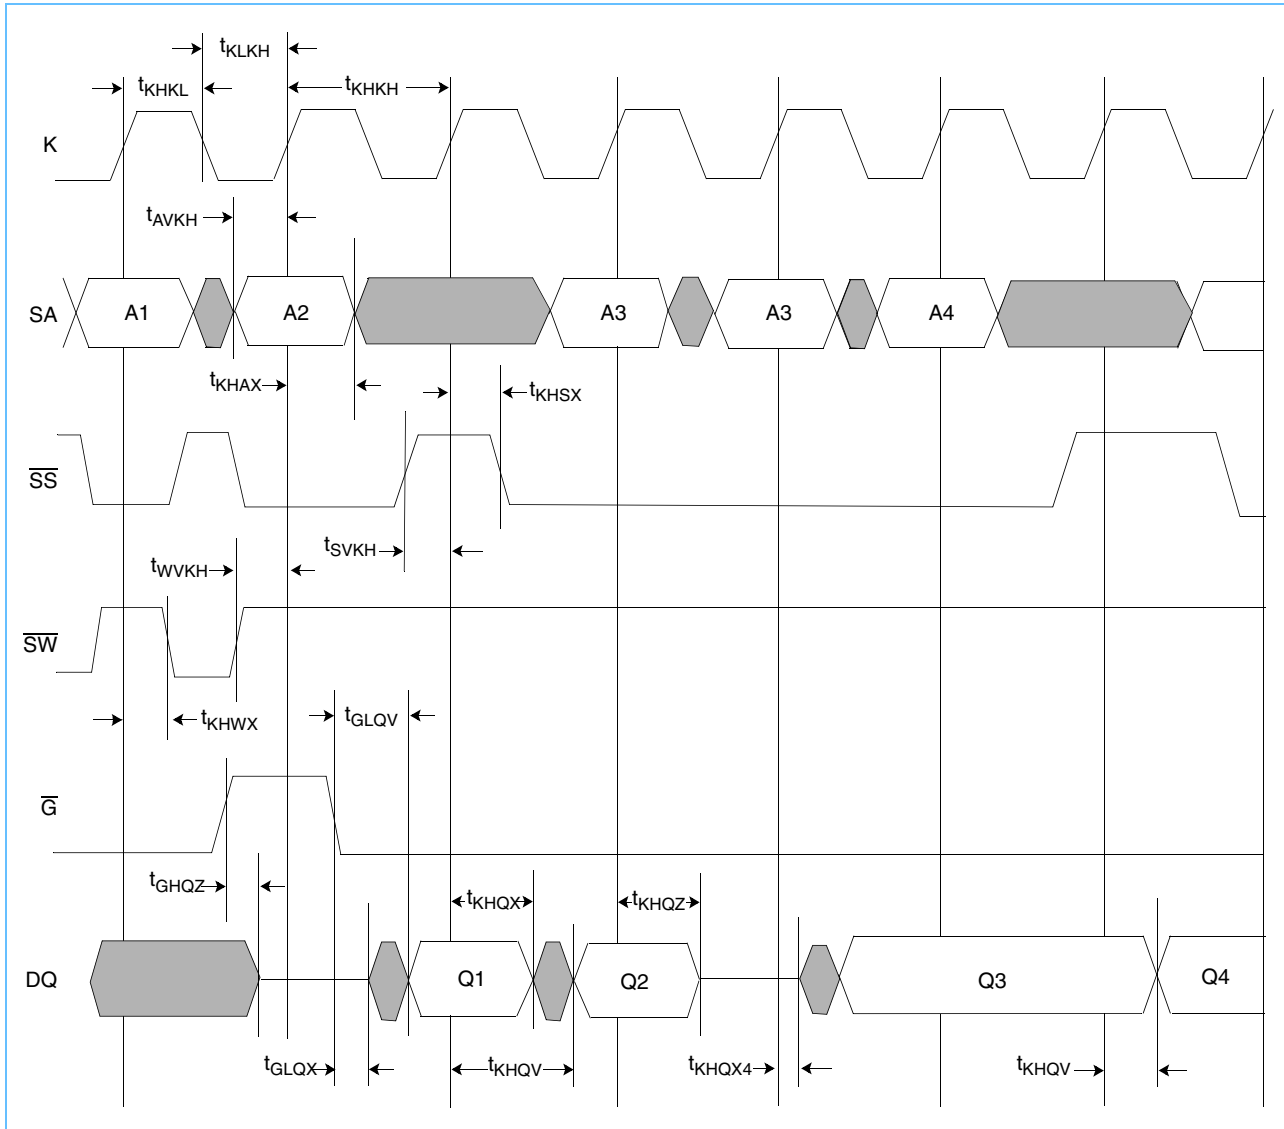 tKLKH
tKHKL
tKHKH
K
tAVKH
SA
A1
A2
A3
A3
A4
tKHAX
tKHSX
SS
tSVKH
tWVKH
SW
tKHWX
tGLQV
G
tGHQZ
tKHQX
tKHQZ
DQ
Q1
Q2
Q3
Q4
tGLQX
tKHQV
tKHQX4
tKHQV